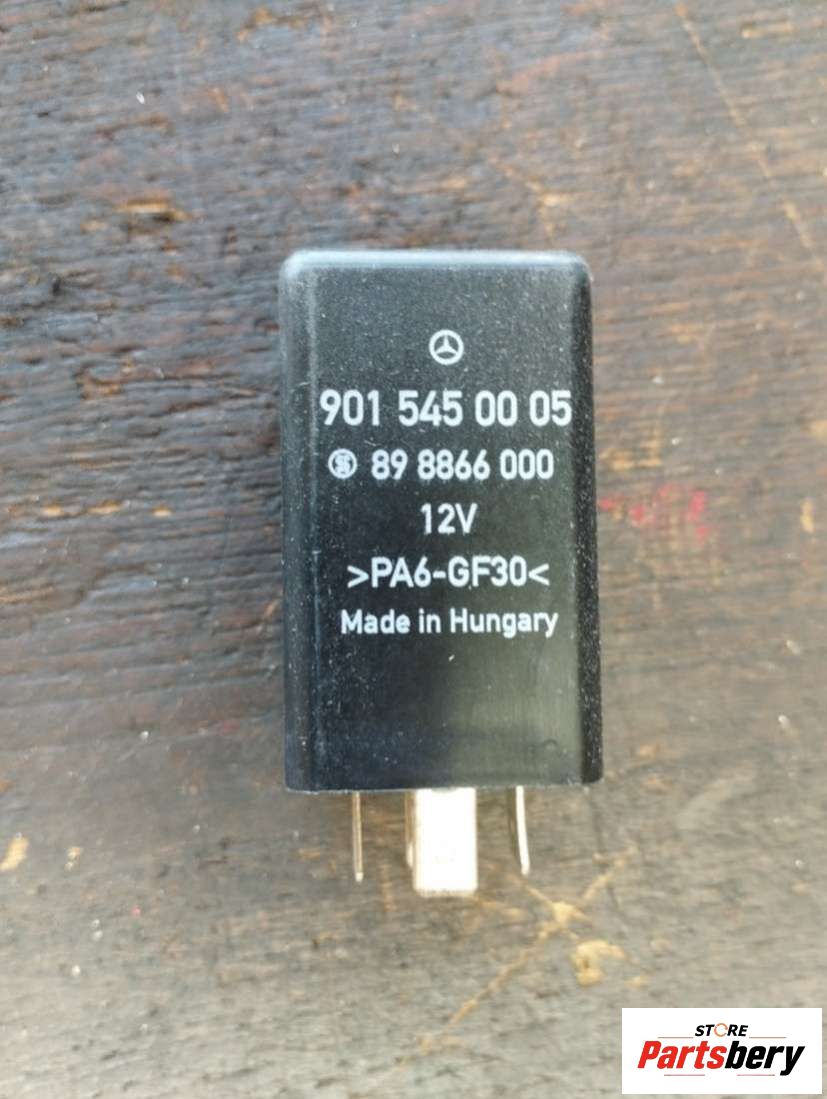 901 545 00 05
89 8866 000
12V
>PA6-GF30<
Made in Hungary
STORE
Partsbery